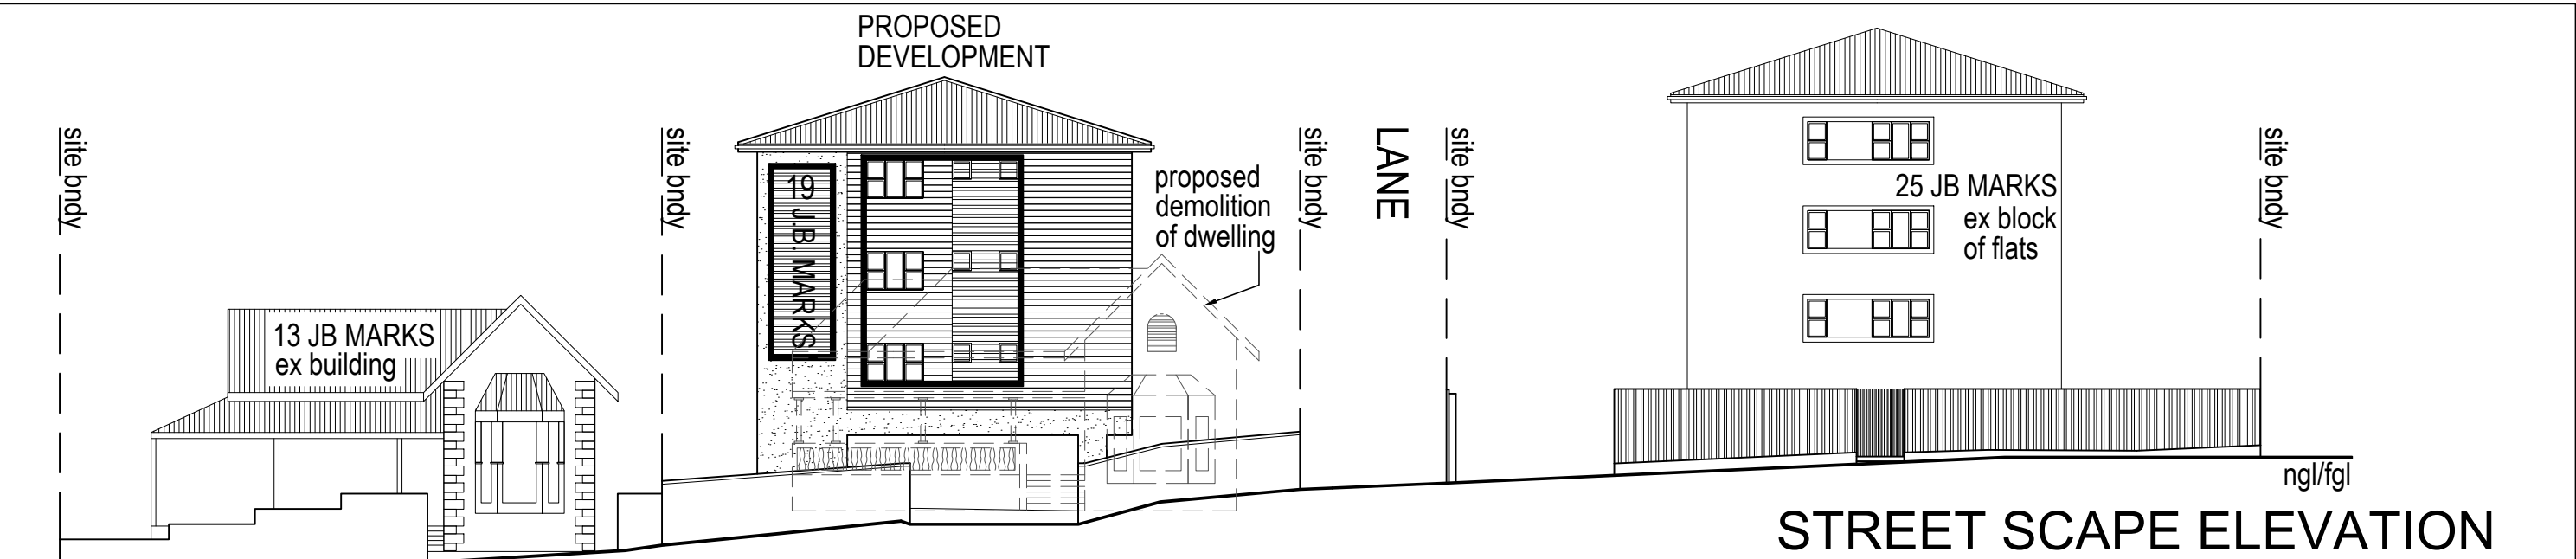 PROPOSED
DEVELOPMENT
site bndy
site bndy
site bndy
LANE
site bndy
site bndy
19 J.B. MARKS
proposed
demolition
of dwelling
25 JB MARKS
ex block
of flats
13 JB MARKS
ex building
ngl/fgl
STREET SCAPE ELEVATION